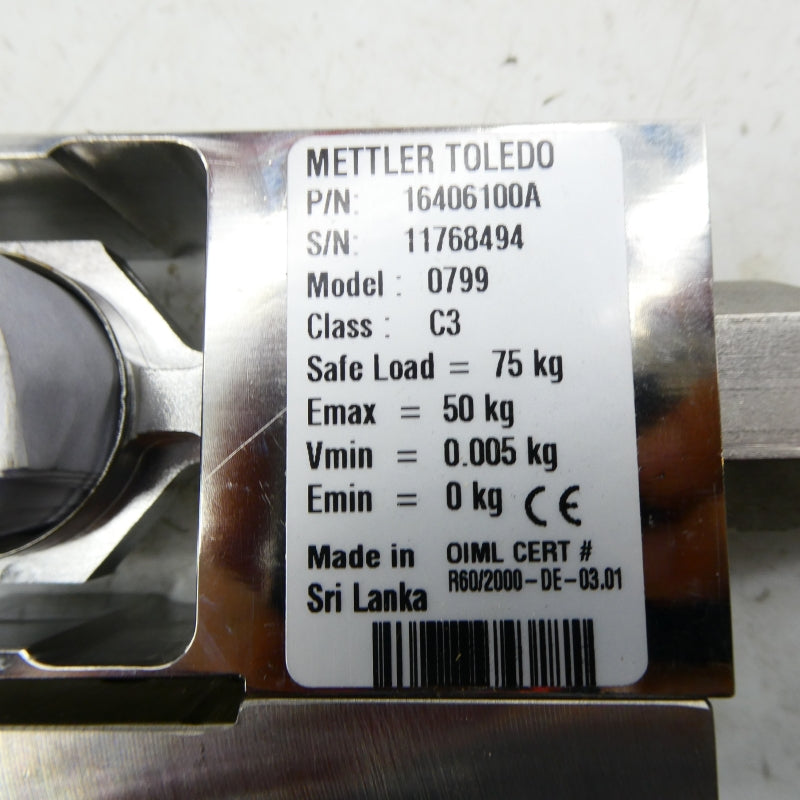 METTLER TOLEDO
P/N: 16406100A
S/N: 11768494
Model : 0799
Class : C3
Safe Load = 75 kg
Emax = 50 kg
Vmin = 0.005 kg
Emin = 0 kg CE
Made in OIML CERT #
Sri Lanka R60/2000-DE-03.01